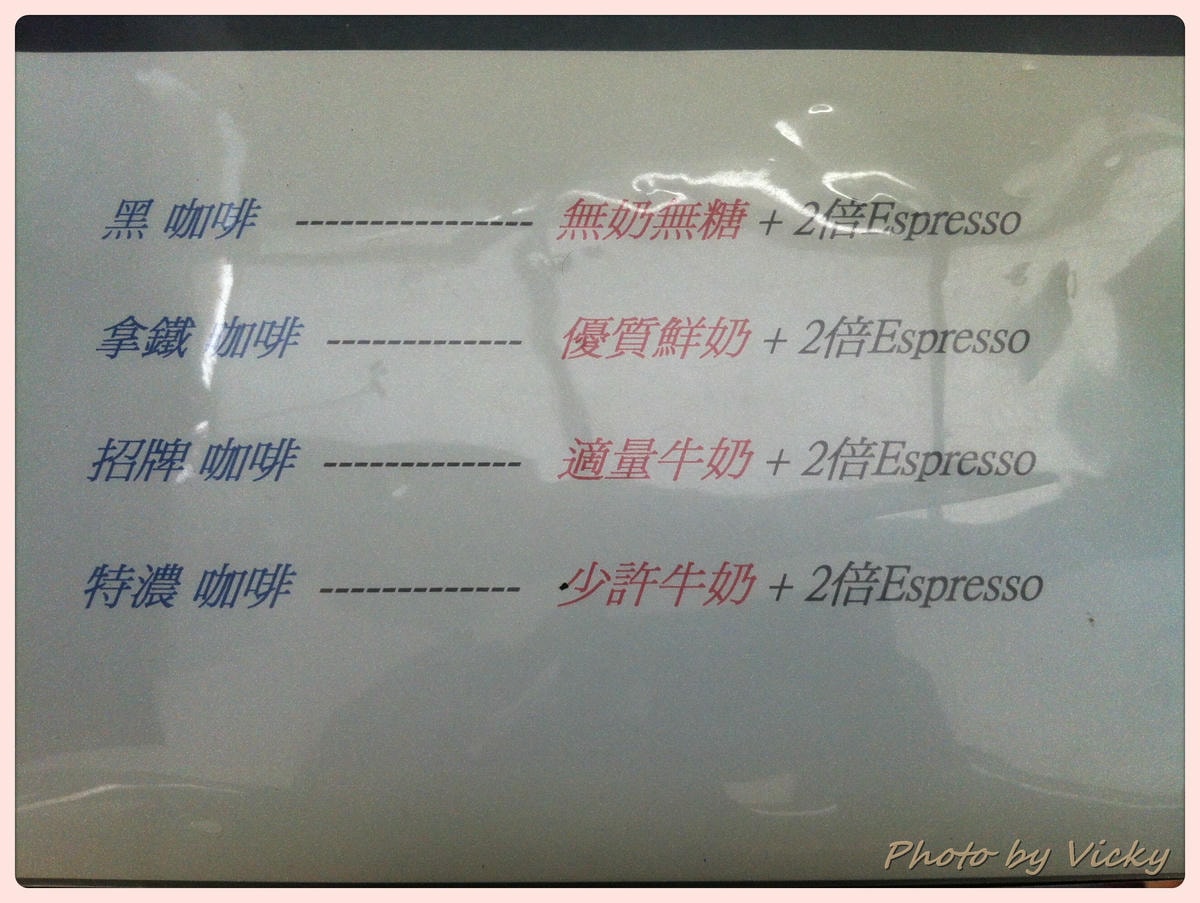 黑 咖啡 ---------------- 無奶無糖 + 2倍Espresso
拿鐵 咖啡 ------------- 優質鮮奶 + 2倍Espresso
招牌 咖啡 ------------- 適量牛奶 + 2倍Espresso
特濃 咖啡 ------------- 少許牛奶 + 2倍Espresso
Photo by Vicky